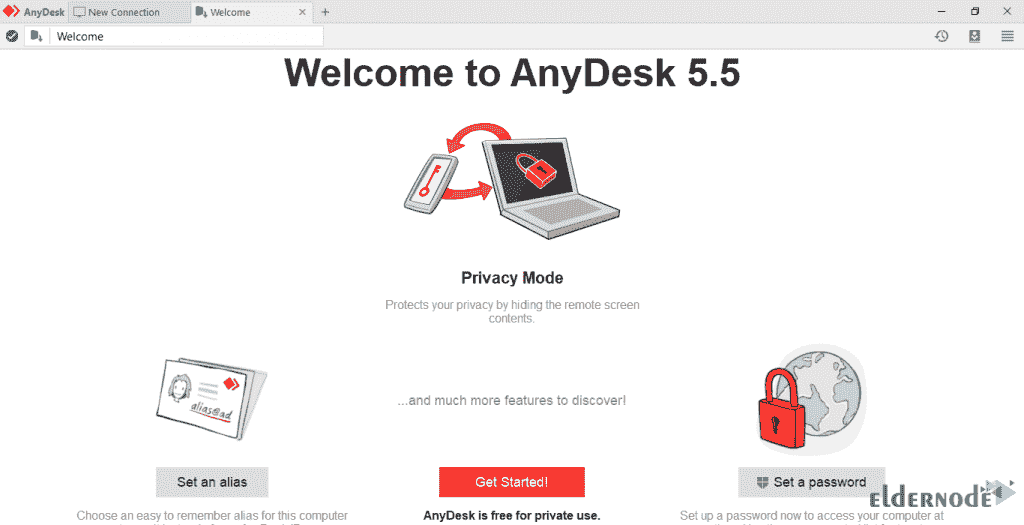 AnyDesk New Connection Welcome
Welcome
Welcome to AnyDesk 5.5
Privacy Mode
Protects your privacy by hiding the remote screen
contents.
alias@ad
...and much more features to discover!
Set an alias
Get Started!
Set a password
Choose an easy to remember alias for this computer
AnyDesk is free for private use.
Set up a password now to access your computer at
eldernode